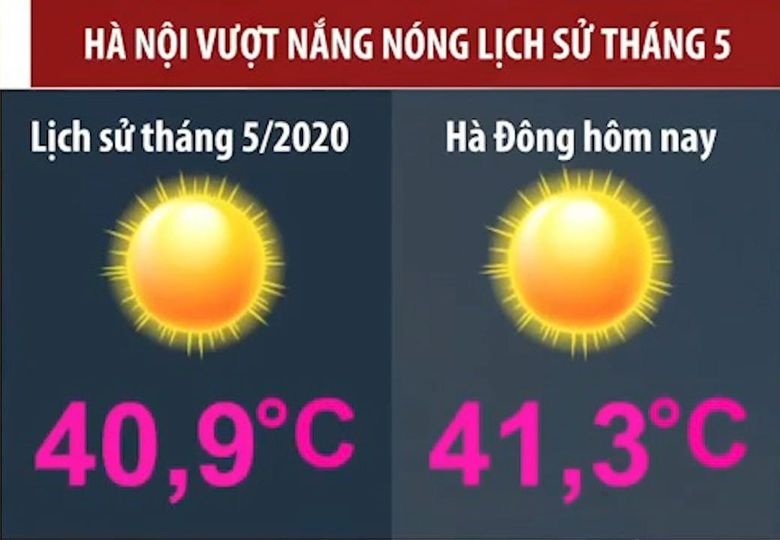 HÀ NỘI VƯỢT NẮNG NÓNG LỊCH SỬ THÁNG 5
Lịch sử tháng 5/2020
Hà Đông hôm nay
40,9°C
41,3°C